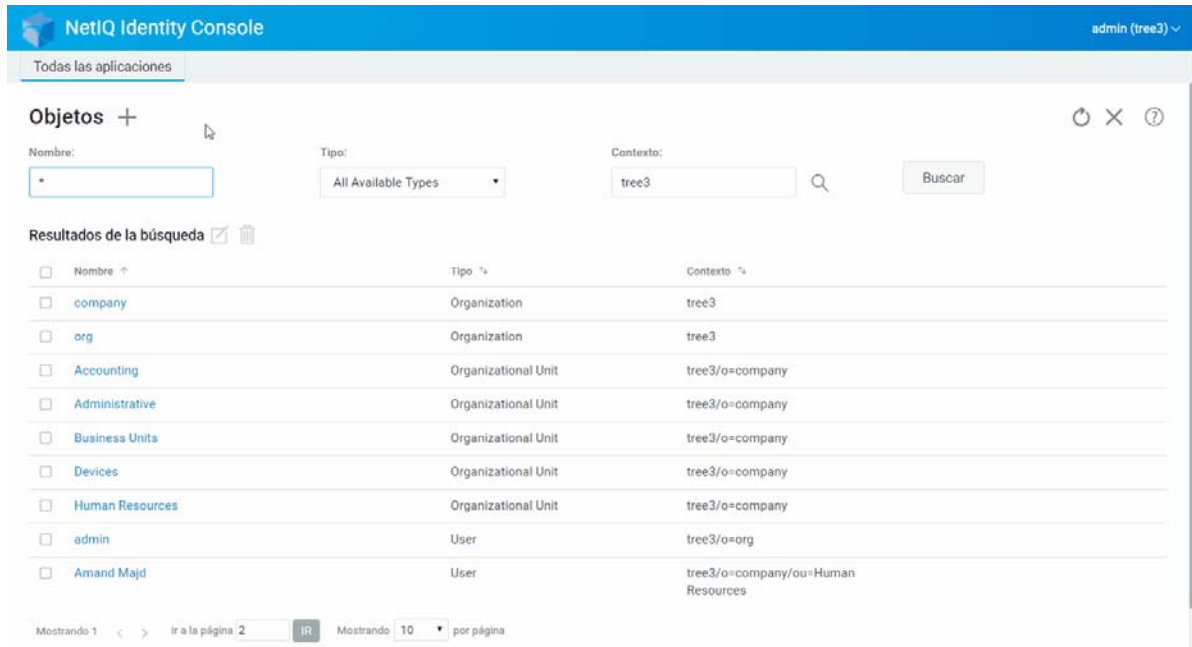 NetIQ Identity Console
admin (tree3)
Todas las aplicaciones
Objetos
Nombre: Tipo: Contexto:
* All Available Types tree3 Buscar
Resultados de la búsqueda
Nombre Tipo Contexto
company Organization tree3
org Organization tree3
Accounting Organizational Unit tree3/o=company
Administrative Organizational Unit tree3/o=company
Business Units Organizational Unit tree3/o=company
Devices Organizational Unit tree3/o=company
Human Resources Organizational Unit tree3/o=company
admin User tree3/o=org
Amand Majd User tree3/o=company/ou=Human
Resources
Mostrando 1 < > Ir a la página 2 IR Mostrando 10 por página